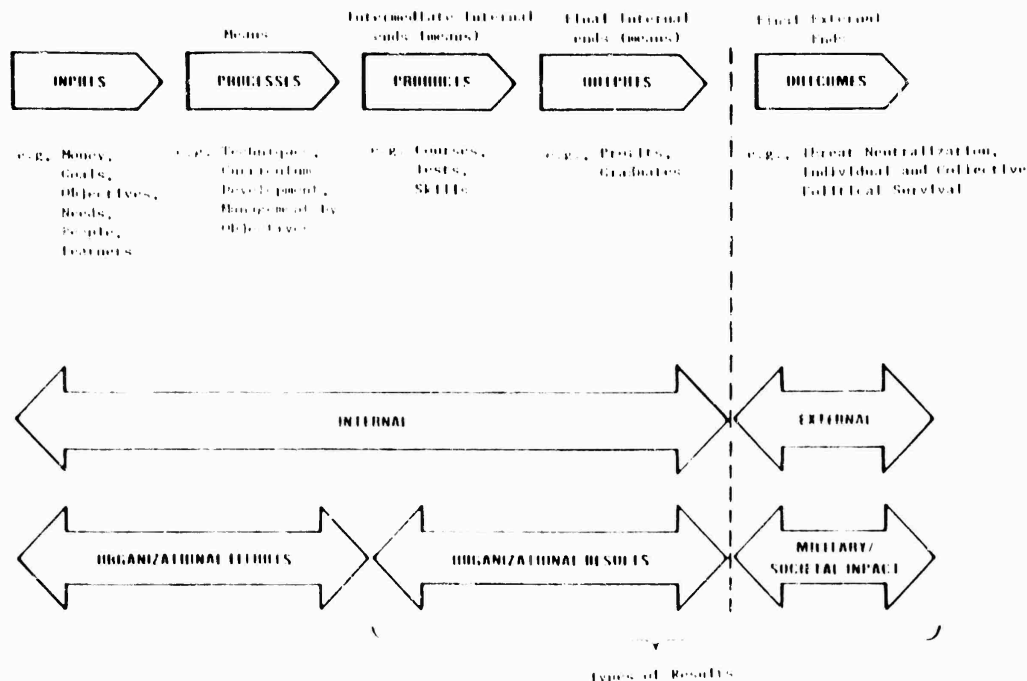 Means
Intermediate Internal
ends (means)
Final Internal
ends (means)
Final External
Ends
INPUTS
PROCESSES
PRODUCTS
OUTPUTS
OUTCOMES
e.g., Money,
Goals,
Objectives,
Needs,
People,
Learners
e.g., Techniques,
Curriculum
Development,
Management by
Objectives
e.g., Courses,
Tests,
Skills
e.g., Profits,
Graduates
e.g., Threat Neutralization,
Individual and Collective
Political Survival
INTERNAL
EXTERNAL
ORGANIZATIONAL EFFORTS
ORGANIZATIONAL RESULTS
MILITARY/
SOCIETAL INPACT
Types of Results